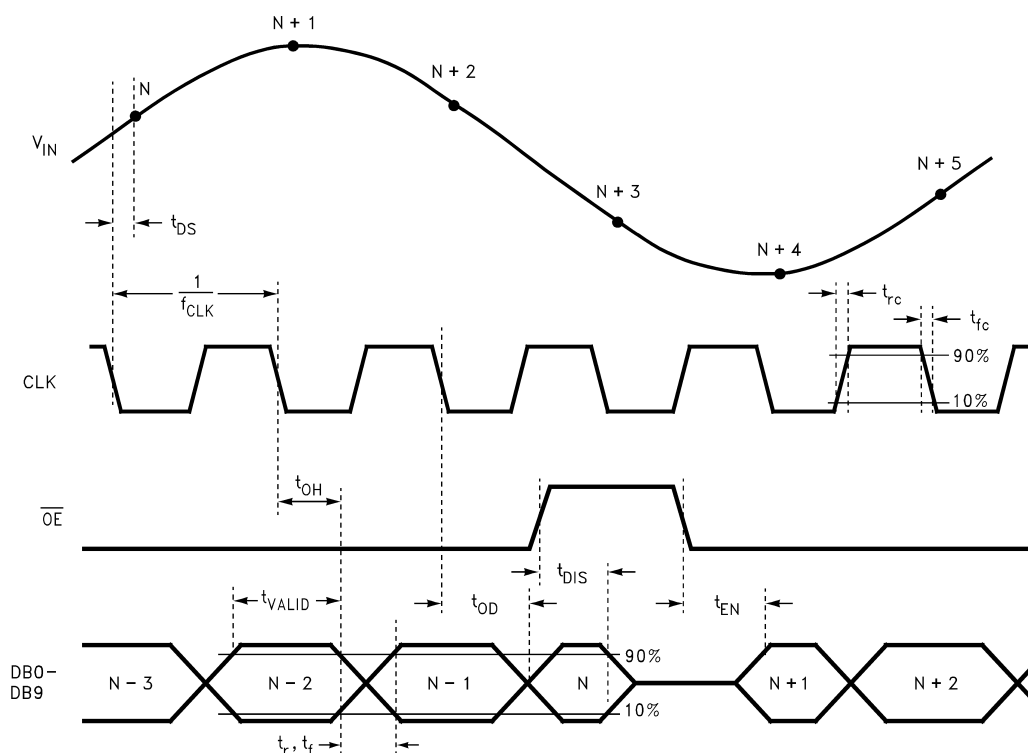 N + 1
N
N + 2
V_IN
N + 3
N + 5
t_DS
N + 4
1
f_CLK
t_rc
t_fc
90%
CLK
10%
t_OH
O̅E̅
t_DIS
t_VALID
t_OD
t_EN
DB0-
DB9
N - 3
N - 2
N - 1
N
90%
10%
N + 1
N + 2
t_r, t_f